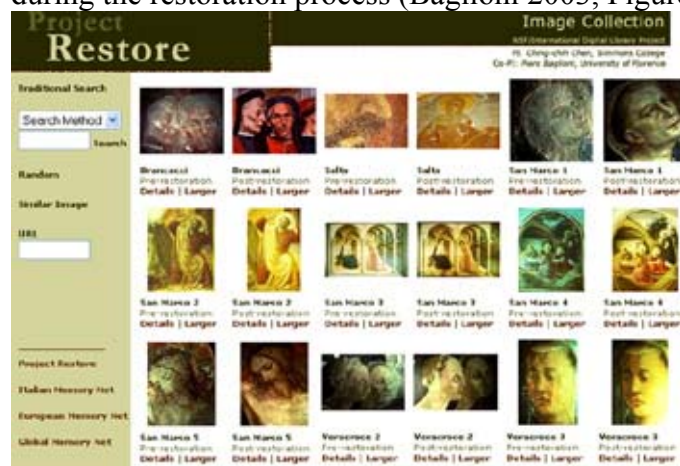 during the restoration process (Baglioni 2003, Figure
Project
Restore
Image Collection
NSF/International Digital Library Project
PI: Ching-chih Chen, Simmons College
Co-PI: Piero Baglioni, University of Florence
Traditional Search
Search Method
Search
Random
Similar Image
URL
Project Restore
Italian Memory Net
European Memory Net
Global Memory Net
Brancacci Brancacci Salto Salto San Marco 1 San Marco 1
Pre-restoration Post-restoration Pre-restoration Post-restoration Pre-restoration Post-restoration
Details | Larger Details | Larger Details | Larger Details | Larger Details | Larger Details | Larger
San Marco 2 San Marco 2 San Marco 3 San Marco 3 San Marco 4 San Marco 4
Pre-restoration Post-restoration Pre-restoration Post-restoration Pre-restoration Post-restoration
Details | Larger Details | Larger Details | Larger Details | Larger Details | Larger Details | Larger
San Marco 5 San Marco 5 Veracroce 2 Veracroce 2 Veracroce 3 Veracroce 3
Pre-restoration Post-restoration Pre-restoration Post-restoration Pre-restoration Post-restoration
Details | Larger Details | Larger Details | Larger Details | Larger Details | Larger Details | Larger